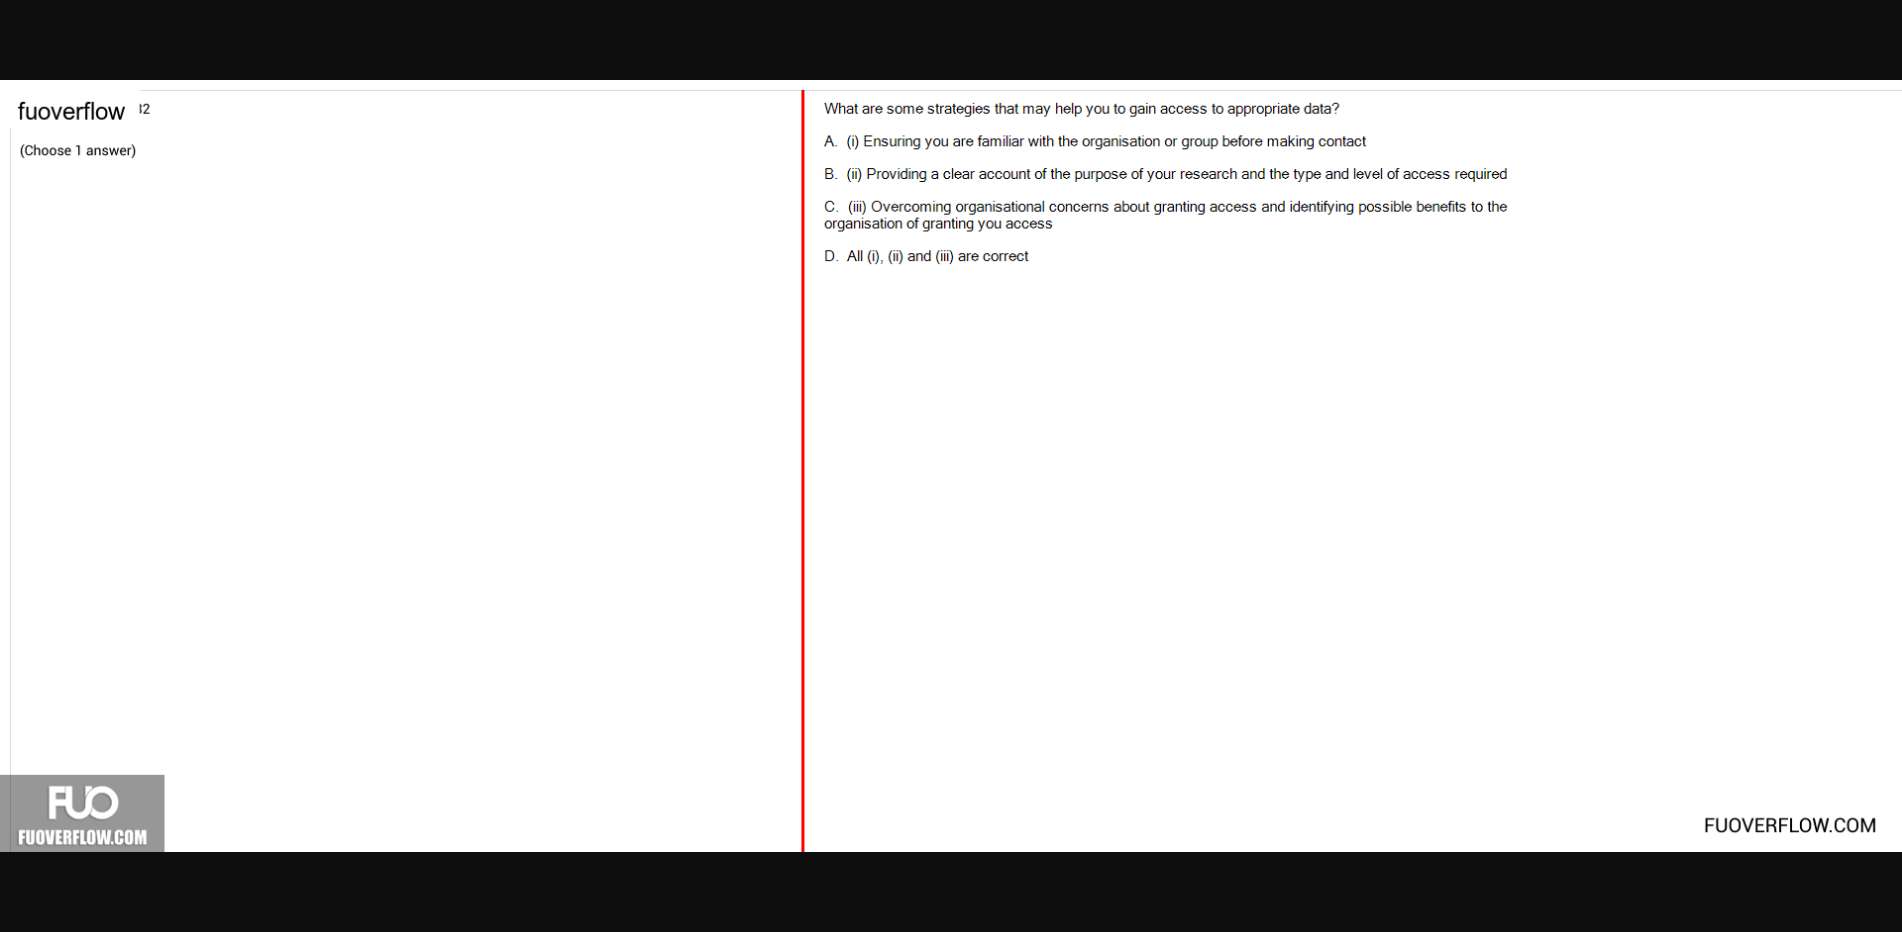 fuoverflow 32
(Choose 1 answer)
What are some strategies that may help you to gain access to appropriate data?
A. (i) Ensuring you are familiar with the organisation or group before making contact
B. (ii) Providing a clear account of the purpose of your research and the type and level of access required
C. (iii) Overcoming organisational concerns about granting access and identifying possible benefits to the
organisation of granting you access
D. All (i), (ii) and (iii) are correct
FUO
FUOVERFLOW.COM
FUOVERFLOW.COM